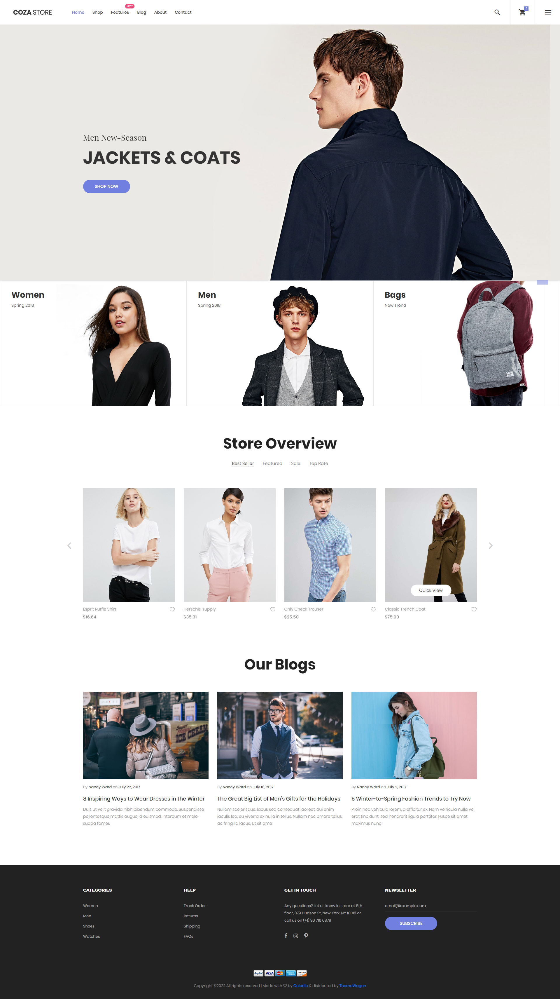 COZA STORE
Home
Shop
Features
HOT
Blog
About
Contact
2
Men New-Season
JACKETS & COATS
SHOP NOW
Women
Spring 2018
Men
Spring 2018
Bags
New Trend
Store Overview
Best Seller
Featured
Sale
Top Rate
Quick View
Esprit Ruffle Shirt
$16.64
Herschel supply
$35.31
Only Check Trouser
$25.50
Classic Trench Coat
$75.00
Our Blogs
ICE CREAM
By Nancy Ward on July 22, 2017
8 Inspiring Ways to Wear Dresses in the Winter
Duis ut velit gravida nibh bibendum commodo. Suspendisse
pellentesque mattis augue id euismod. Interdum et male-
suada fames
By Nancy Ward on July 18, 2017
The Great Big List of Men's Gifts for the Holidays
Nullam scelerisque, lacus sed consequat laoreet, dui enim
iaculis leo, eu viverra ex nulla in tellus. Nullam nec ornare tellus,
ac fringilla lacus. Ut sit ame
By Nancy Ward on July 2, 2017
5 Winter-to-Spring Fashion Trends to Try Now
Proin nec vehicula lorem, a efficitur ex. Nam vehicula nulla vel
erat tincidunt, sed hendrerit ligula porttitor. Fusce sit amet
maximus nunc
CATEGORIES
Women
Men
Shoes
Watches
HELP
Track Order
Returns
Shipping
FAQs
GET IN TOUCH
Any questions? Let us know in store at 8th
floor, 379 Hudson St, New York, NY 10018 or
call us on (+1) 96 716 6879
NEWSLETTER
email@example.com
SUBSCRIBE
PayPal
VISA
DISCOVER
Copyright ©2022 All rights reserved | Made with ♡ by Colorlib & distributed by ThemeWagon